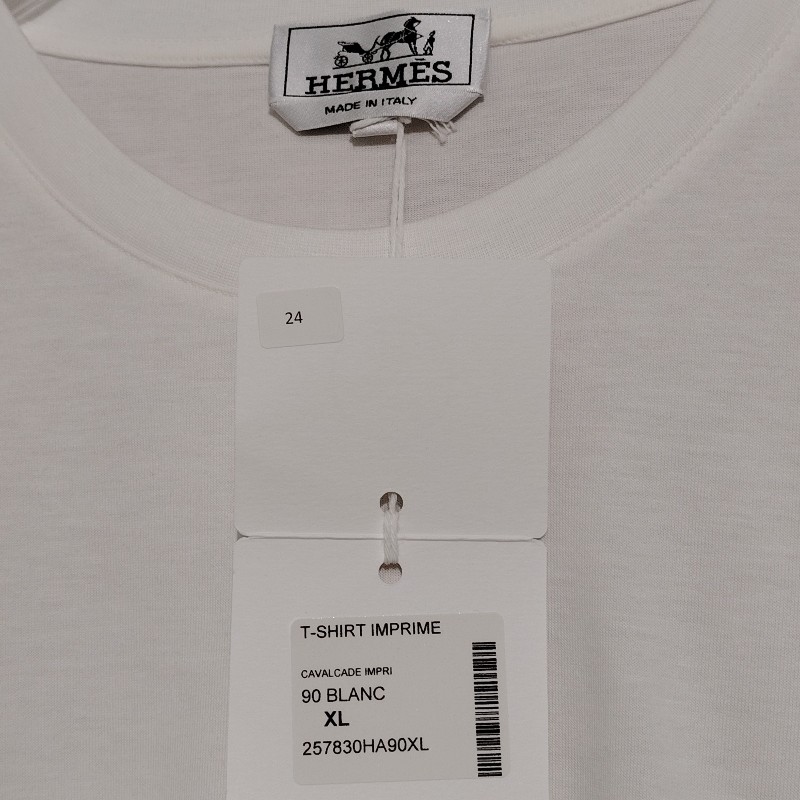 HERMÈS
MADE IN ITALY
24
T-SHIRT IMPRIME
CAVALCADE IMPRI
90 BLANC
XL
257830HA90XL